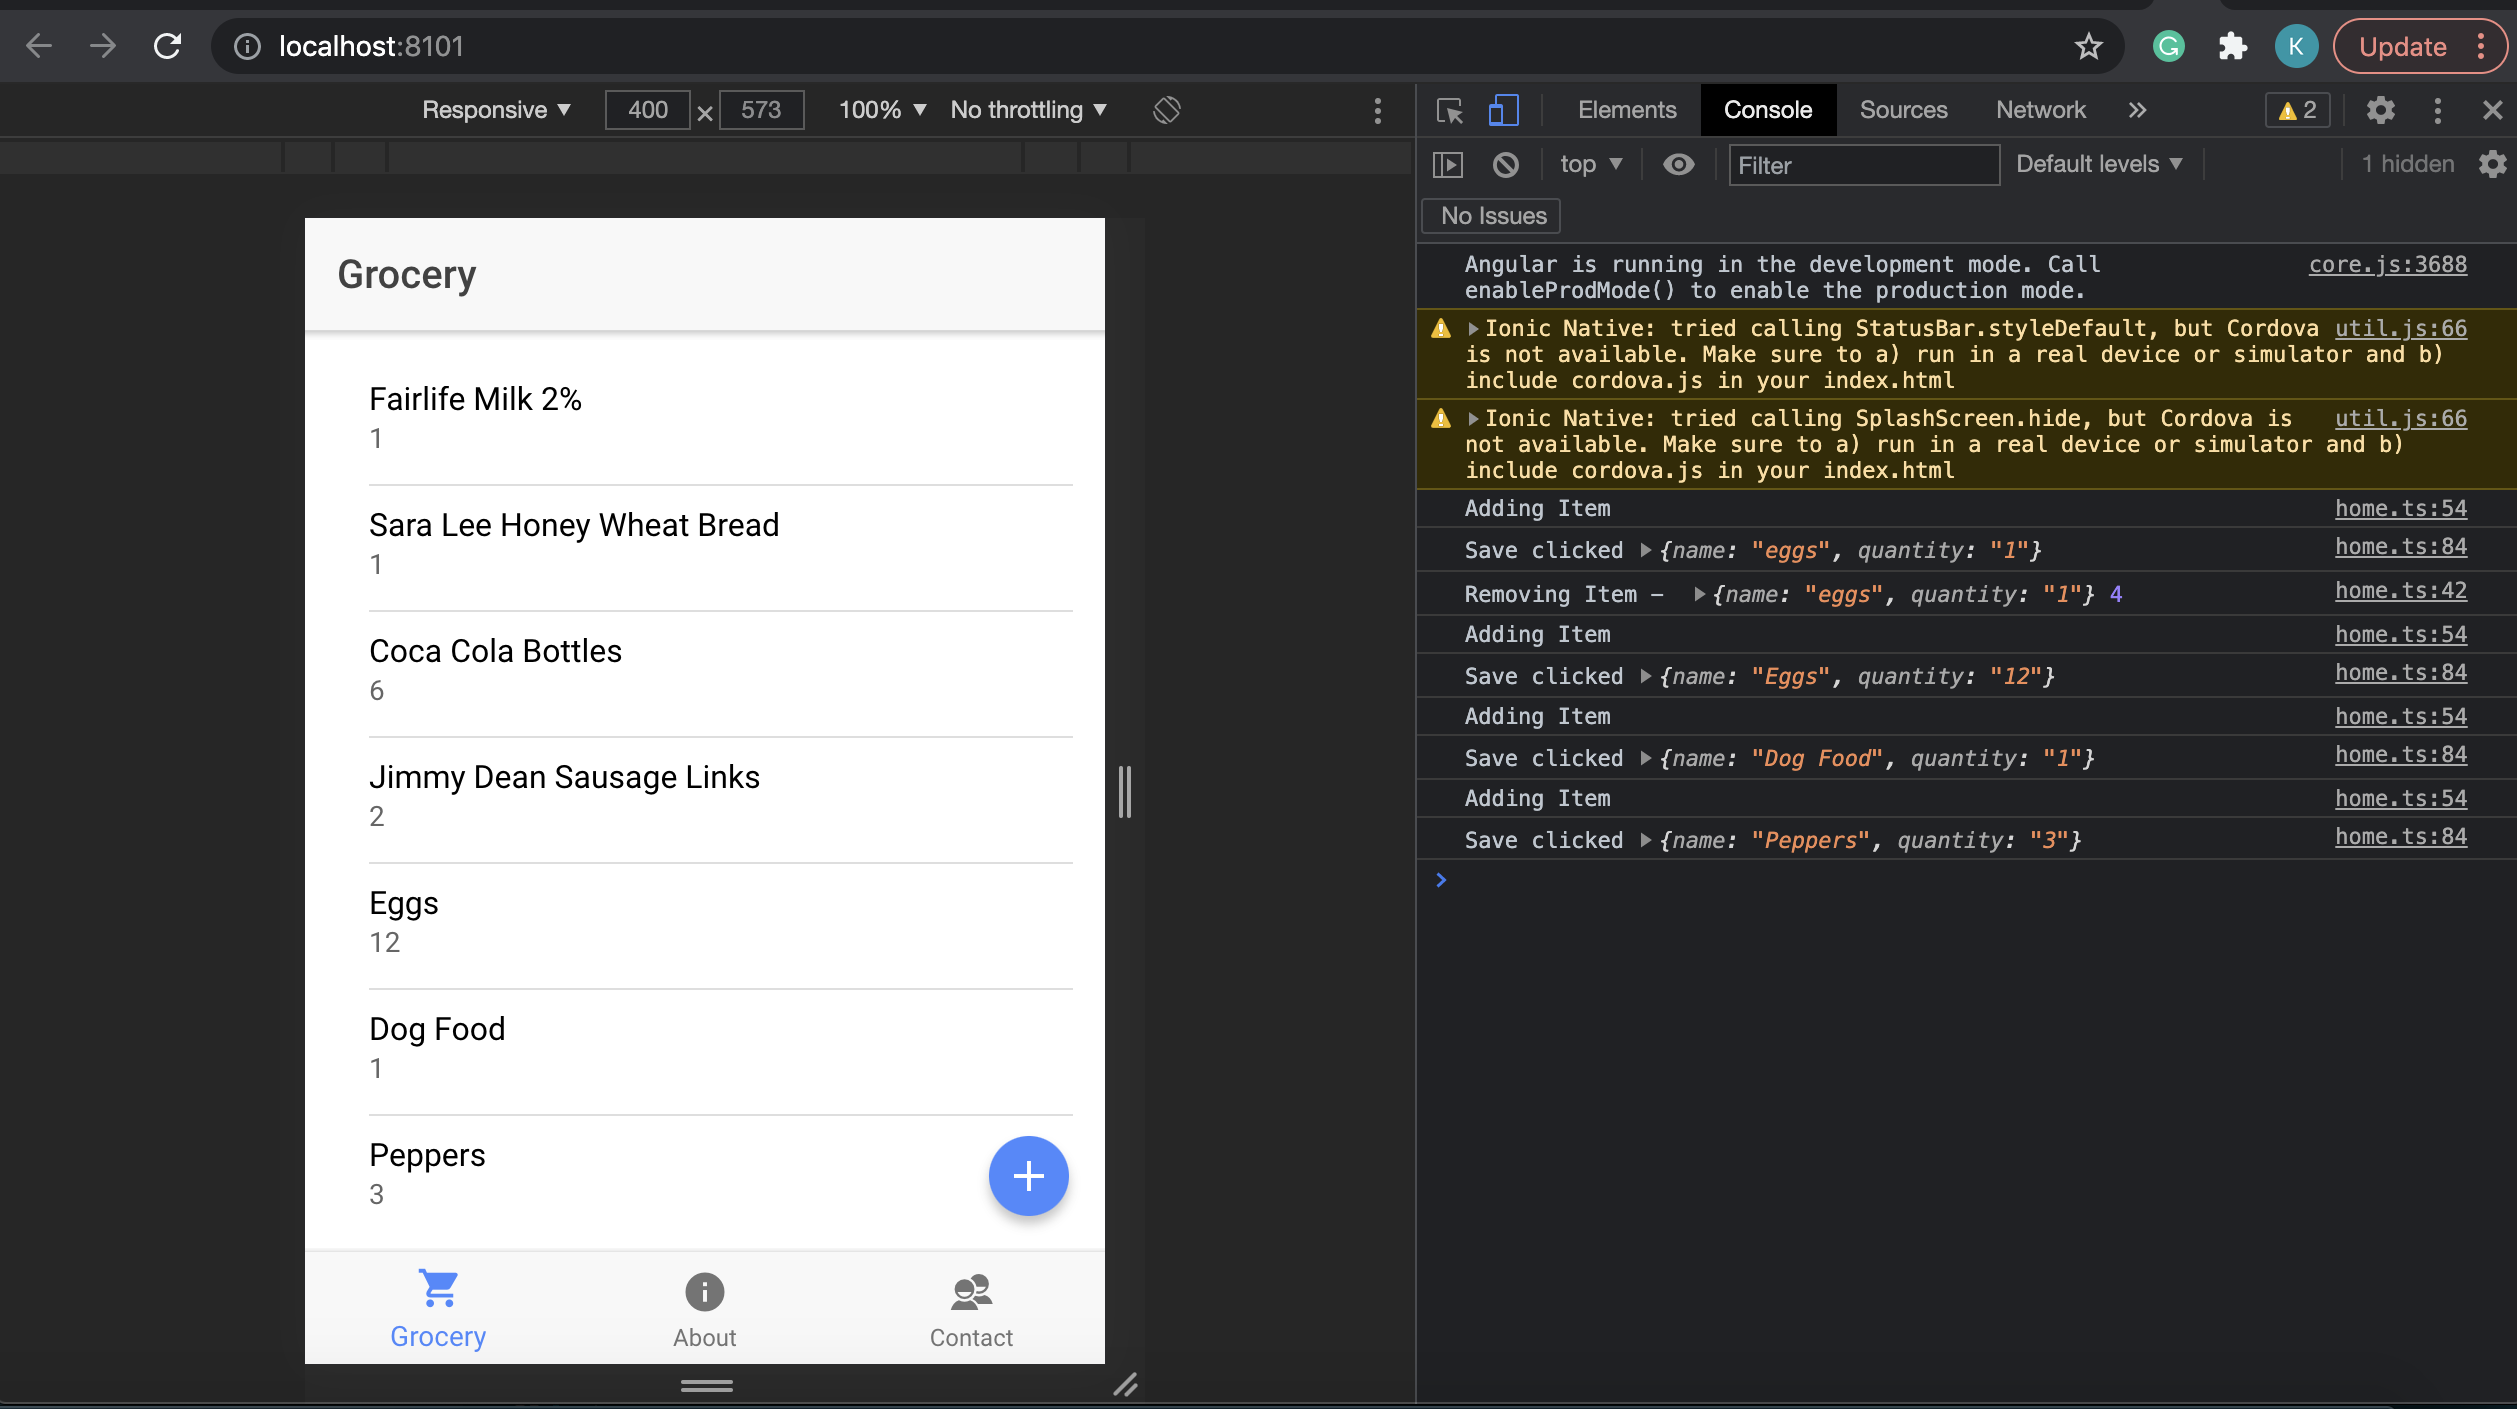 localhost:8101
K
Update
Responsive
400
×
573
100%
No throttling
Elements
Console
Sources
Network
2
top
Filter
Default levels
1 hidden
No Issues
Grocery
Fairlife Milk 2%
1
Sara Lee Honey Wheat Bread
1
Coca Cola Bottles
6
Jimmy Dean Sausage Links
2
Eggs
12
Dog Food
1
Peppers
3
Grocery
About
Contact
Angular is running in the development mode. Call core.js:3688
enableProdMode() to enable the production mode.
Ionic Native: tried calling StatusBar.styleDefault, but Cordova util.js:66
is not available. Make sure to a) run in a real device or simulator and b)
include cordova.js in your index.html
Ionic Native: tried calling SplashScreen.hide, but Cordova is util.js:66
not available. Make sure to a) run in a real device or simulator and b)
include cordova.js in your index.html
Adding Item home.ts:54
Save clicked {name: "eggs", quantity: "1"} home.ts:84
Removing Item – {name: "eggs", quantity: "1"} 4 home.ts:42
Adding Item home.ts:54
Save clicked {name: "Eggs", quantity: "12"} home.ts:84
Adding Item home.ts:54
Save clicked {name: "Dog Food", quantity: "1"} home.ts:84
Adding Item home.ts:54
Save clicked {name: "Peppers", quantity: "3"} home.ts:84